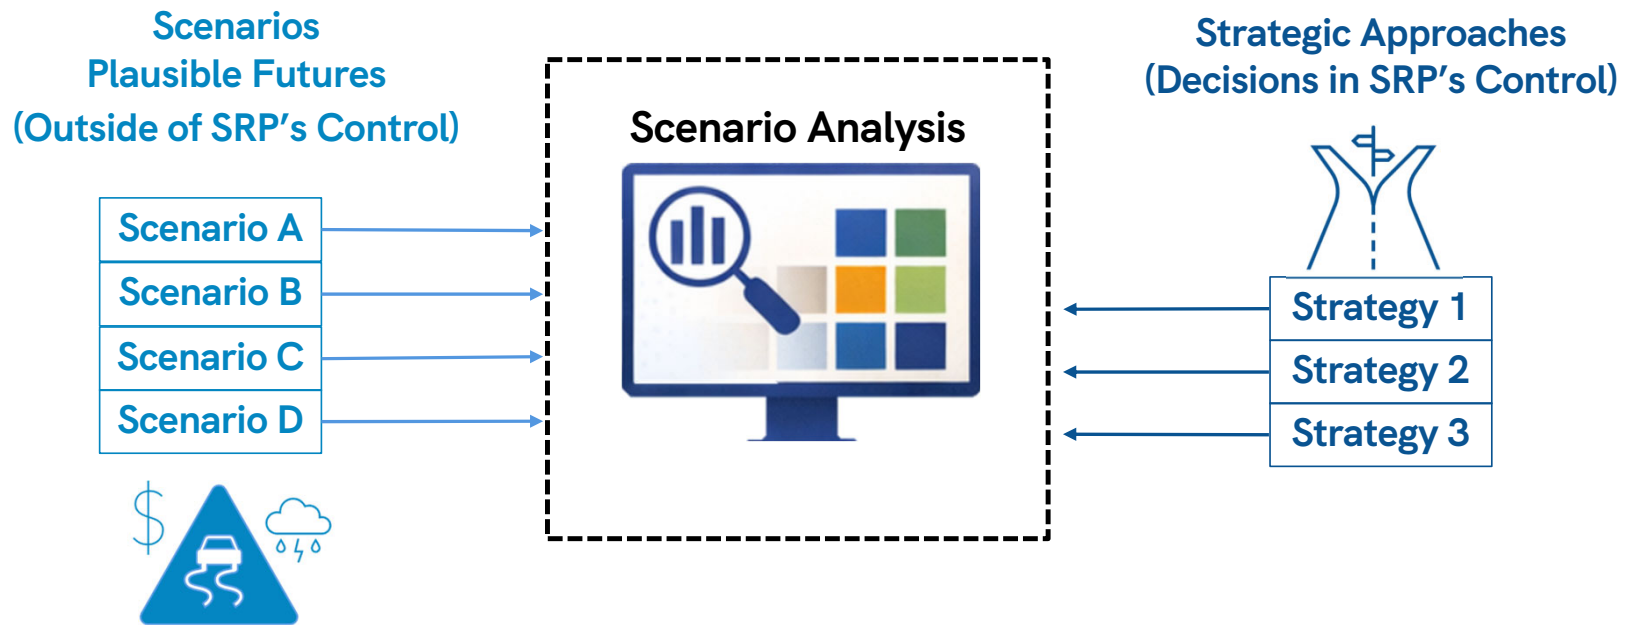 Scenarios
Plausible Futures
(Outside of SRP’s Control)
Scenario A
Scenario B
Scenario C
Scenario D
$
Scenario Analysis
Strategic Approaches
(Decisions in SRP’s Control)
Strategy 1
Strategy 2
Strategy 3